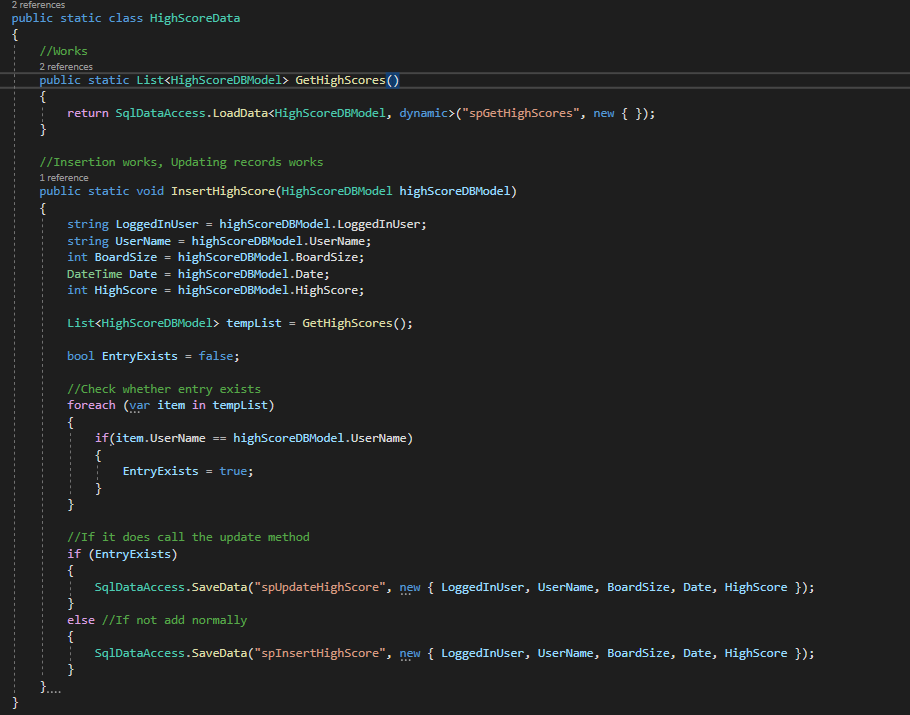 2 references
public static class HighScoreData
{
//Works
2 references
public static List<HighScoreDBModel> GetHighScores()
{
return SqlDataAccess.LoadData<HighScoreDBModel, dynamic>("spGetHighScores", new { });
}
//Insertion works, Updating records works
1 reference
public static void InsertHighScore(HighScoreDBModel highScoreDBModel)
{
string LoggedInUser = highScoreDBModel.LoggedInUser;
string UserName = highScoreDBModel.UserName;
int BoardSize = highScoreDBModel.BoardSize;
DateTime Date = highScoreDBModel.Date;
int HighScore = highScoreDBModel.HighScore;
List<HighScoreDBModel> tempList = GetHighScores();
bool EntryExists = false;
//Check whether entry exists
foreach (var item in tempList)
{
if(item.UserName == highScoreDBModel.UserName)
{
EntryExists = true;
}
}
//If it does call the update method
if (EntryExists)
{
SqlDataAccess.SaveData("spUpdateHighScore", new { LoggedInUser, UserName, BoardSize, Date, HighScore });
}
else //If not add normally
{
SqlDataAccess.SaveData("spInsertHighScore", new { LoggedInUser, UserName, BoardSize, Date, HighScore });
}
}
}